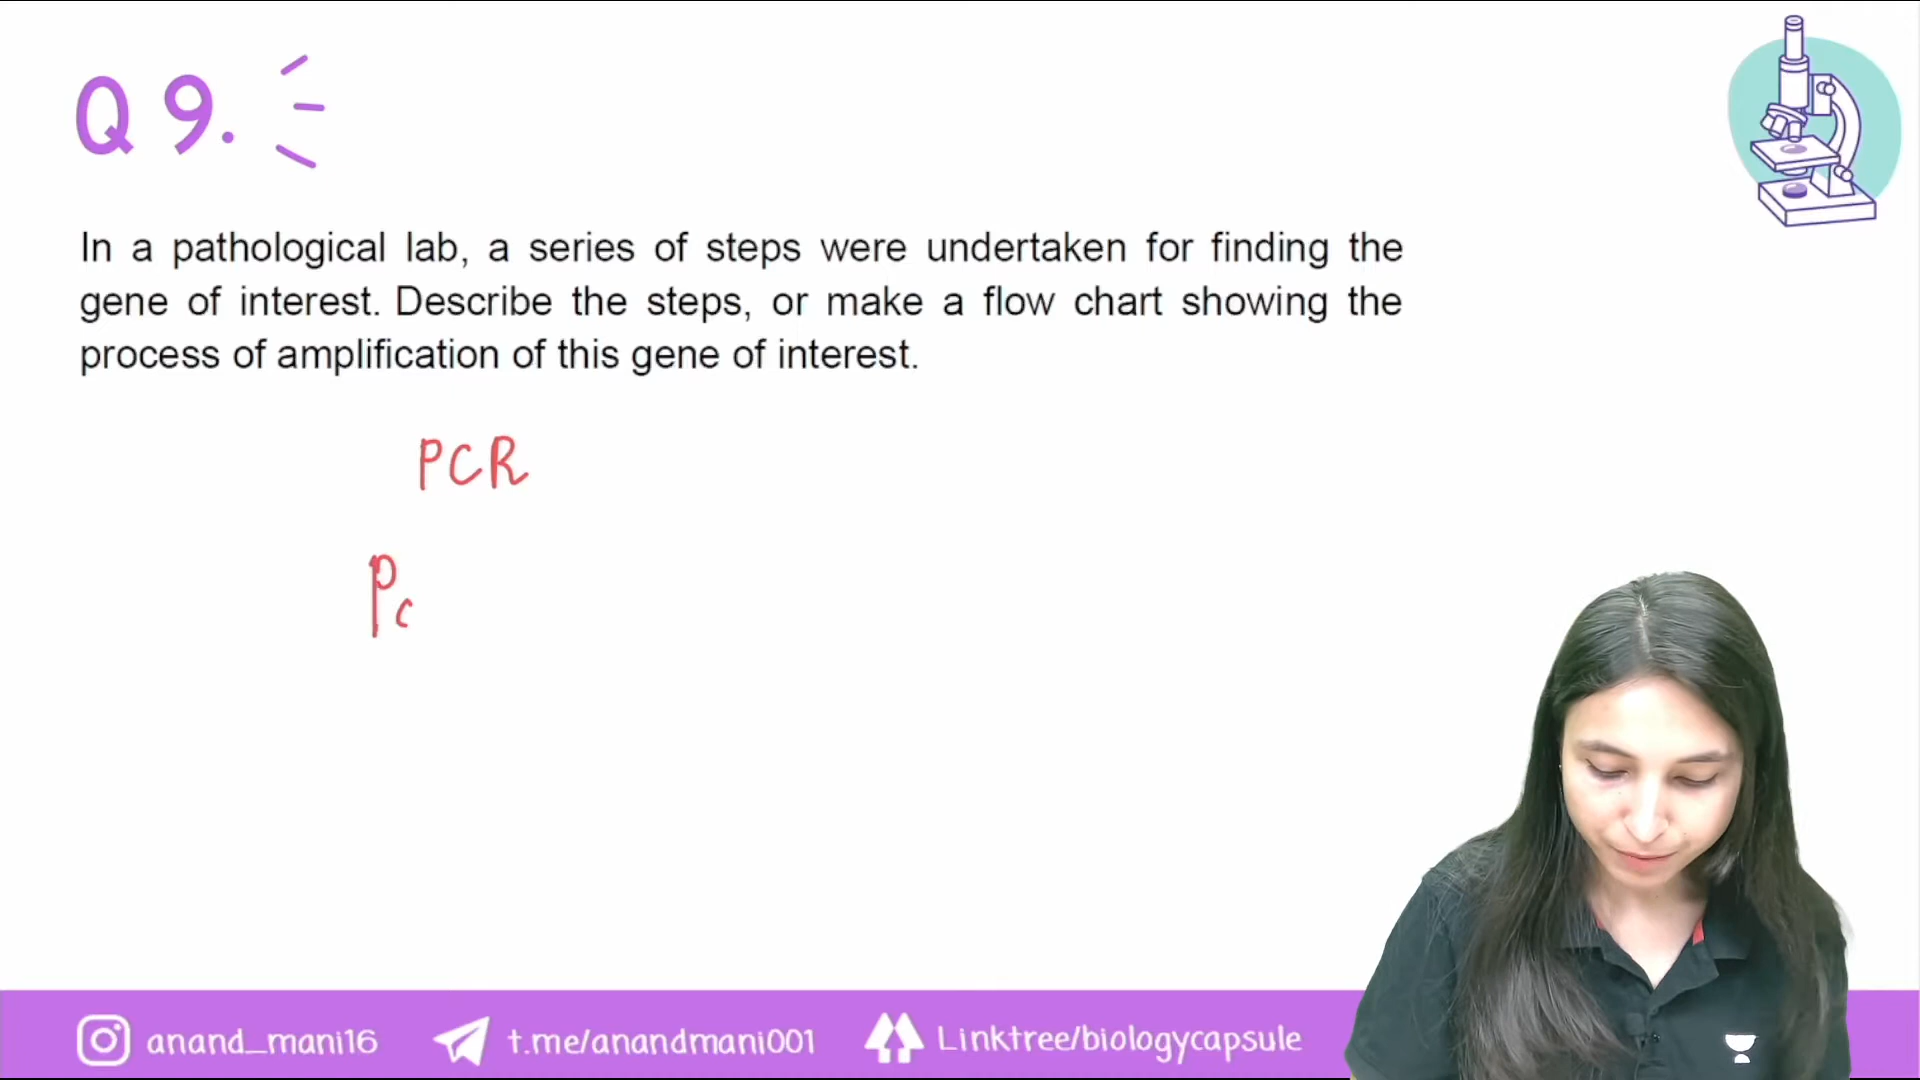 Q 9.
In a pathological lab, a series of steps were undertaken for finding the
gene of interest. Describe the steps, or make a flow chart showing the
process of amplification of this gene of interest.
PCR
Pc
anand_mani16 t.me/anandmani001 Linktree/biologycapsule